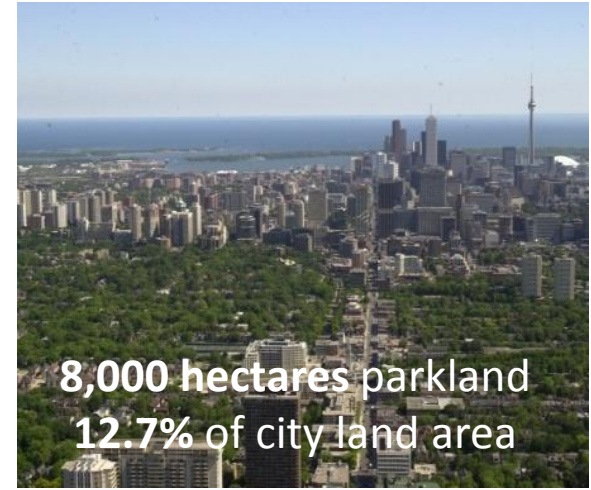 8,000 hectares parkland
12.7% of city land area